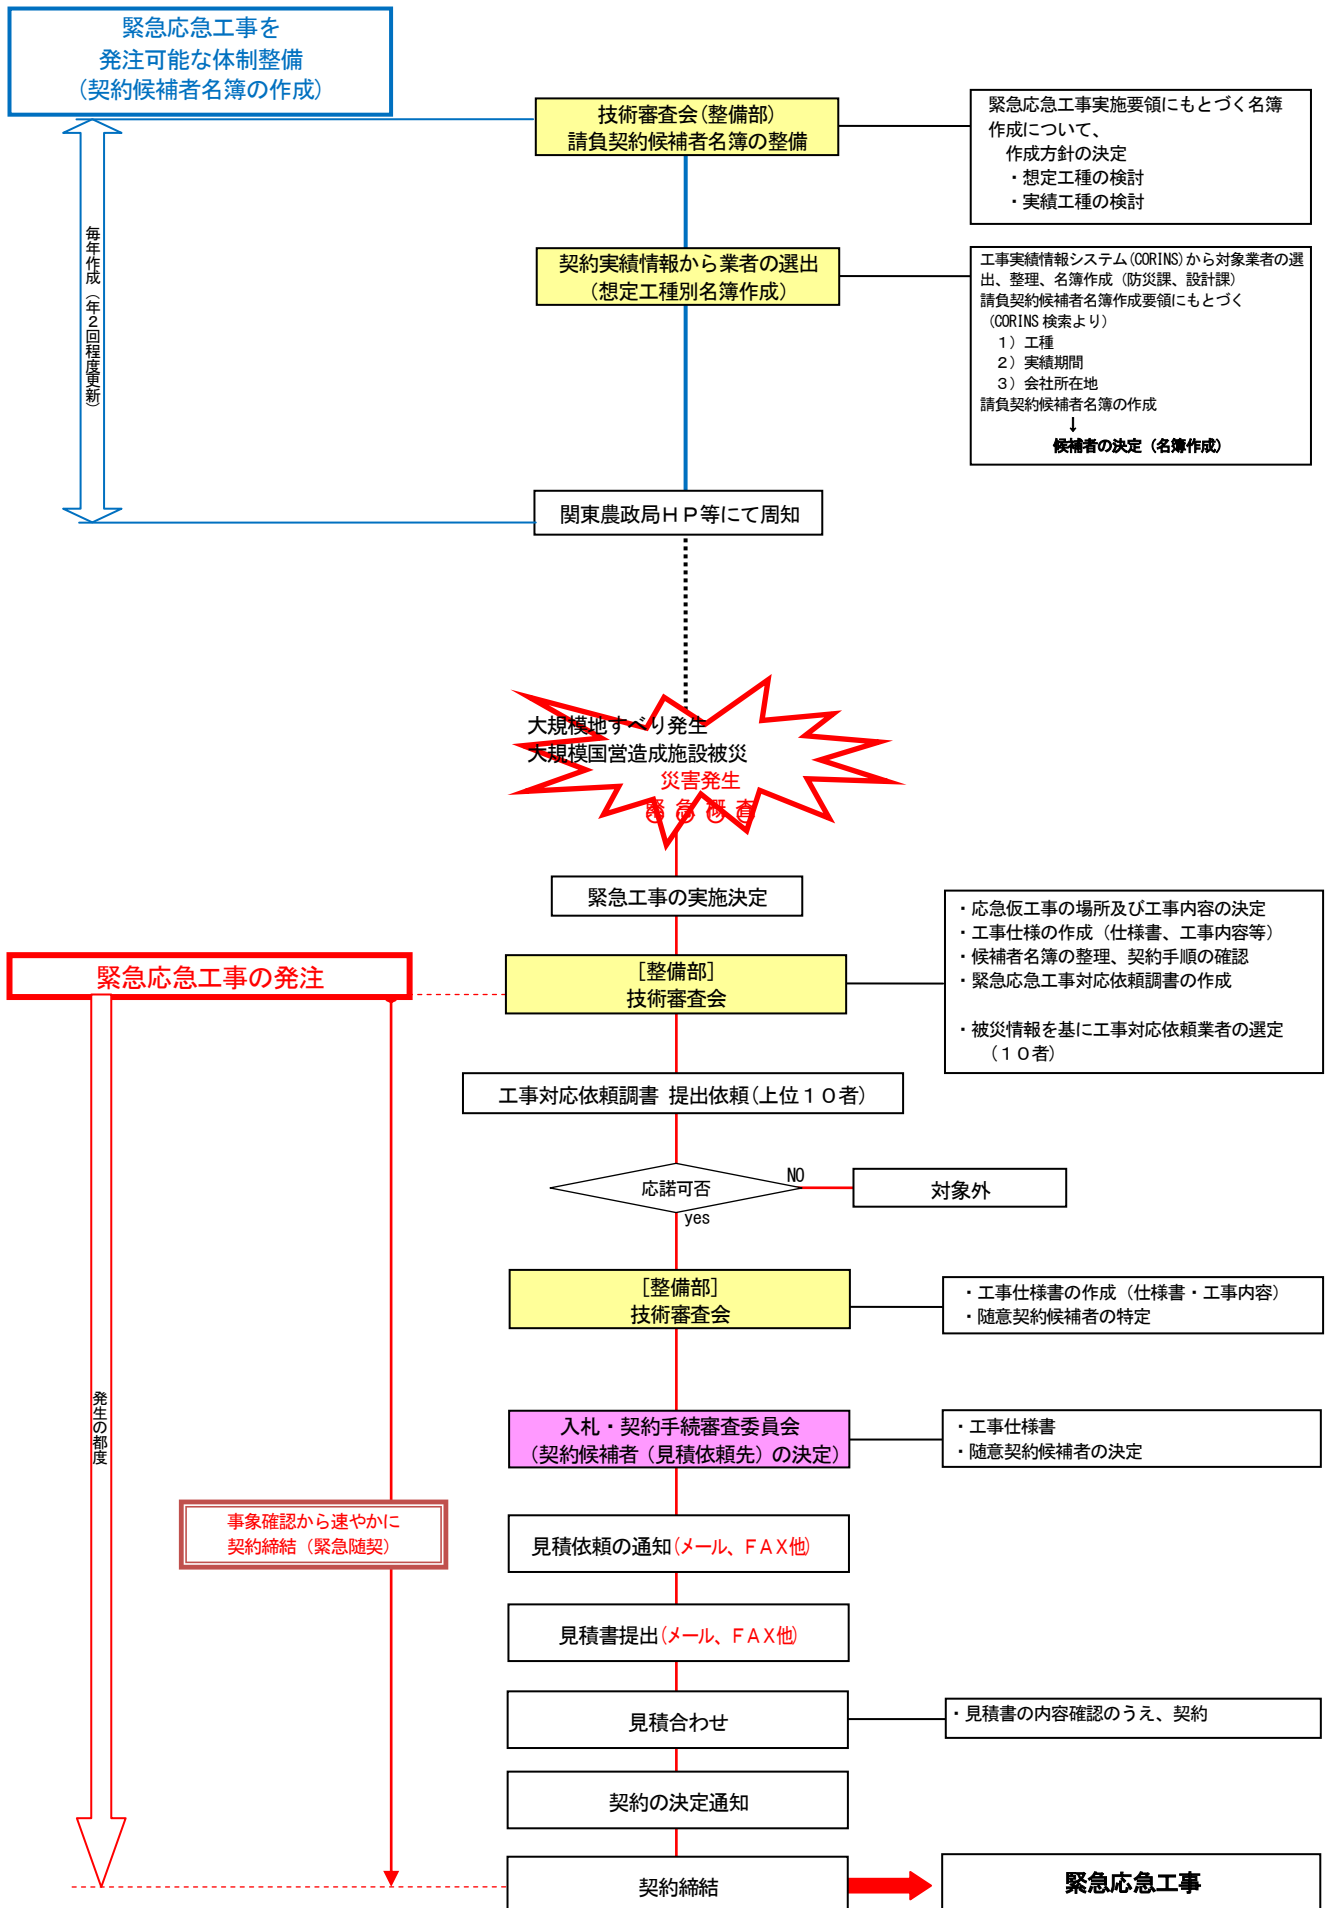 緊急応急工事を
発注可能な体制整備
（契約候補者名簿の作成）
技術審査会(整備部)
請負契約候補者名簿の整備
緊急応急工事実施要領にもとづく名簿
作成について、
作成方針の決定
・想定工種の検討
・実績工種の検討
毎年作成（年２回程度更新）
契約実績情報から業者の選出
（想定工種別名簿作成）
工事実績情報システム(CORINS)から対象業者の選
出、整理、名簿作成（防災課、設計課）
請負契約候補者名簿作成要領にもとづく
（CORINS 検索より）
１）工種
２）実績期間
３）会社所在地
請負契約候補者名簿の作成
↓
候補者の決定（名簿作成）
関東農政局ＨＰ等にて周知
大規模地すべり発生
大規模国営造成施設被災
災害発生
緊急概査
緊急工事の実施決定
・応急仮工事の場所及び工事内容の決定
・工事仕様の作成（仕様書、工事内容等）
・候補者名簿の整理、契約手順の確認
・緊急応急工事対応依頼調書の作成
・被災情報を基に工事対応依頼業者の選定
（１０者）
緊急応急工事の発注
［整備部］
技術審査会
工事対応依頼調書 提出依頼(上位１０者)
応諾可否
NO
対象外
yes
［整備部］
技術審査会
・工事仕様書の作成（仕様書・工事内容）
・随意契約候補者の特定
発生の都度
入札・契約手続審査委員会
（契約候補者（見積依頼先）の決定）
・工事仕様書
・随意契約候補者の決定
事象確認から速やかに
契約締結（緊急随契）
見積依頼の通知(メール、ＦＡＸ他)
見積書提出(メール、ＦＡＸ他)
見積合わせ
・見積書の内容確認のうえ、契約
契約の決定通知
契約締結
緊急応急工事